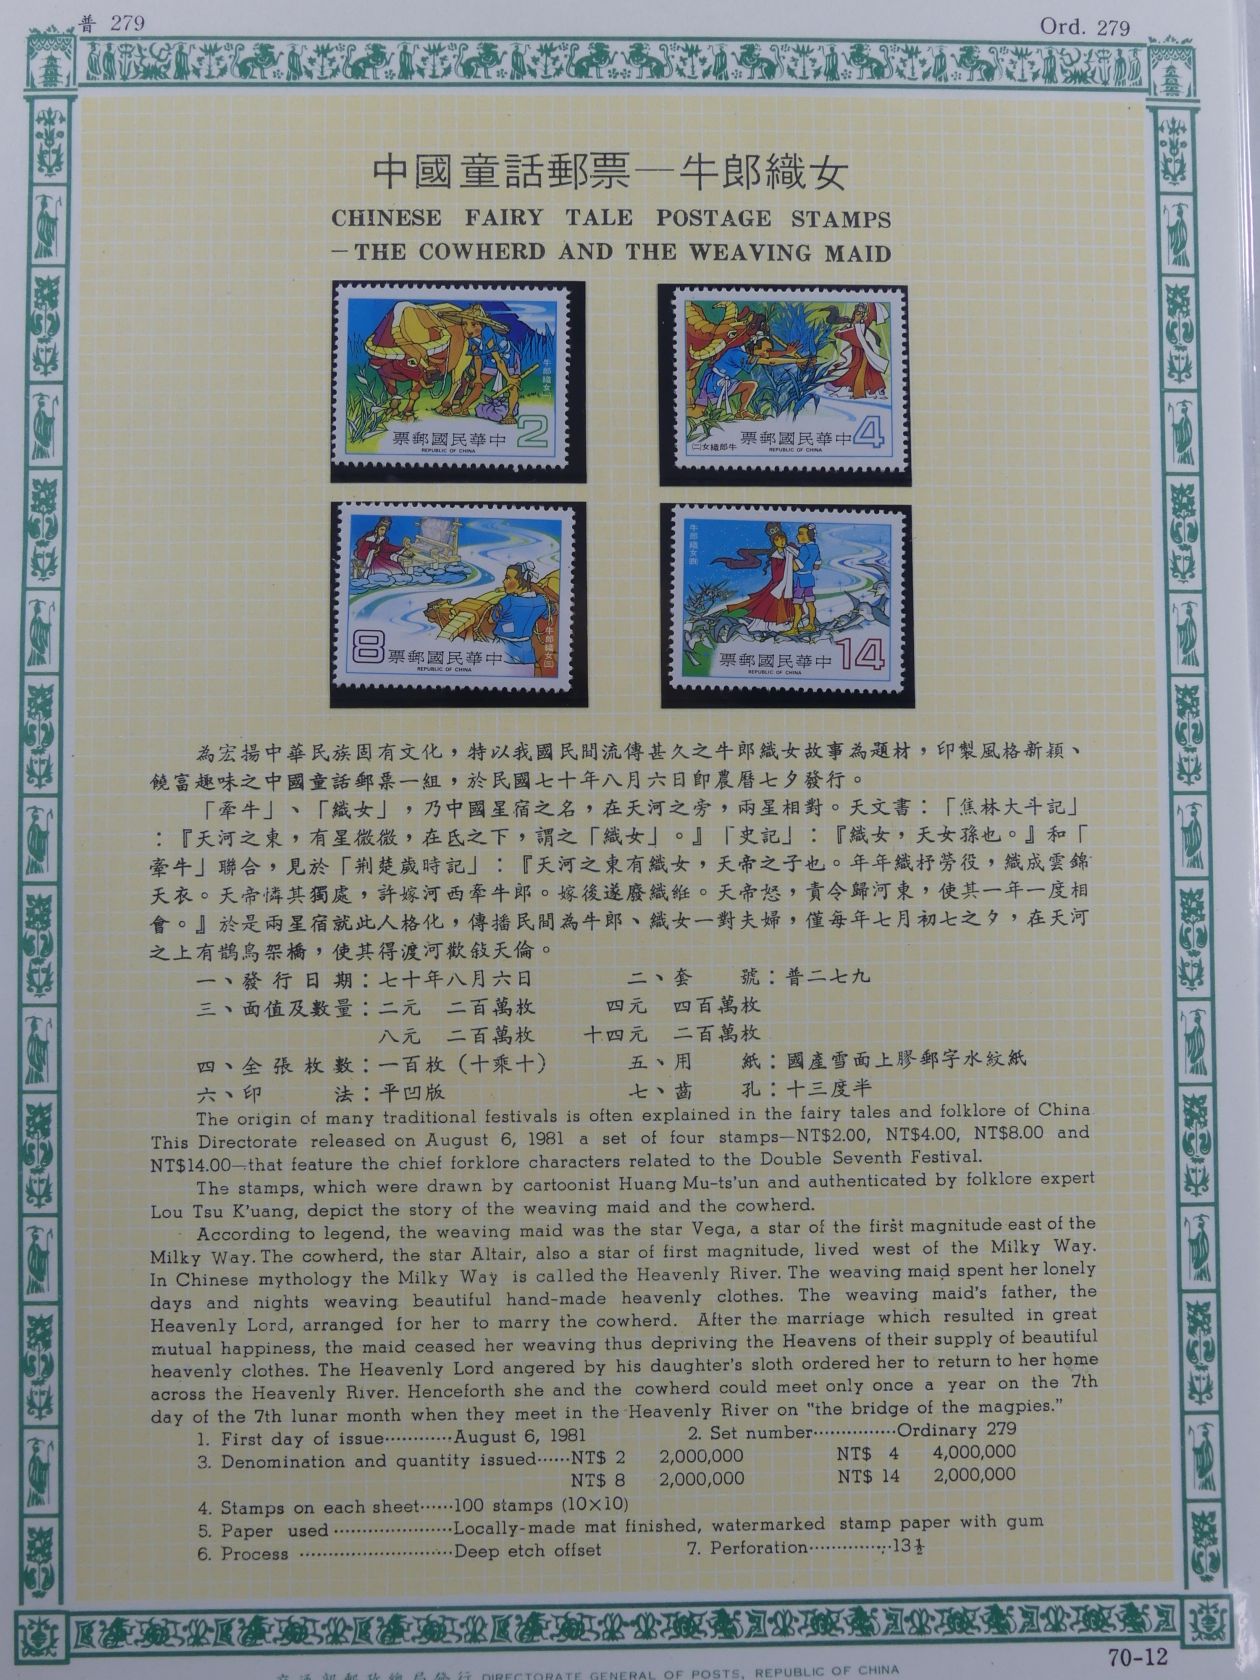 普 279
Ord. 279
中國童話郵票—牛郎織女
CHINESE FAIRY TALE POSTAGE STAMPS
—THE COWHERD AND THE WEAVING MAID
牛郎織女
票郵國民華中 2
REPUBLIC OF CHINA
㈡女織郎牛
票郵國民華中 4
REPUBLIC OF CHINA
牛郎織女㈢
8 票郵國民華中
REPUBLIC OF CHINA
牛郎織女㈣
票郵國民華中 14
REPUBLIC OF CHINA
為宏揚中華民族固有文化，特以我國民間流傳甚久之牛郎織女故事為題材，印製風格新穎、
饒富趣味之中國童話郵票一組，於民國七十年八月六日即農曆七夕發行。
「牽牛」、「織女」，乃中國星宿之名，在天河之旁，兩星相對。天文書：「焦林大斗記」
：『天河之東，有星微微，在氐之下，謂之「織女」。』「史記」：『織女，天女孫也。』和「
牽牛」聯合，見於「荆楚歲時記」：『天河之東有織女，天帝之子也。年年織杼勞役，織成雲錦
天衣。天帝憐其獨處，許嫁河西牽牛郎。嫁後遂廢織絍。天帝怒，責令歸河東，使其一年一度相
會。』於是兩星宿就此人格化，傳播民間為牛郎、織女一對夫婦，僅每年七月初七之夕，在天河
之上有鵲鳥架橋，使其得渡河歡敍天倫。
一、發行日期：七十年八月六日 二、套 號：普二七九
三、面值及數量：二元 二百萬枚 四元 四百萬枚
八元 二百萬枚 十四元 二百萬枚
四、全張枚數：一百枚（十乘十） 五、用 紙：國產雪面上膠郵字水紋紙
六、印 法：平凹版 七、齒 孔：十三度半
The origin of many traditional festivals is often explained in the fairy tales and folklore of China
This Directorate released on August 6, 1981 a set of four stamps—NT$2.00, NT$4.00, NT$8.00 and
NT$14.00—that feature the chief forklore characters related to the Double Seventh Festival.
The stamps, which were drawn by cartoonist Huang Mu-ts'un and authenticated by folklore expert
Lou Tsu K'uang, depict the story of the weaving maid and the cowherd.
According to legend, the weaving maid was the star Vega, a star of the first magnitude east of the
Milky Way. The cowherd, the star Altair, also a star of first magnitude, lived west of the Milky Way.
In Chinese mythology the Milky Way is called the Heavenly River. The weaving maid spent her lonely
days and nights weaving beautiful hand-made heavenly clothes. The weaving maid's father, the
Heavenly Lord, arranged for her to marry the cowherd. After the marriage which resulted in great
mutual happiness, the maid ceased her weaving thus depriving the Heavens of their supply of beautiful
heavenly clothes. The Heavenly Lord angered by his daughter's sloth ordered her to return to her home
across the Heavenly River. Henceforth she and the cowherd could meet only once a year on the 7th
day of the 7th lunar month when they meet in the Heavenly River on "the bridge of the magpies."
1. First day of issue············August 6, 1981 2. Set number···············Ordinary 279
3. Denomination and quantity issued······NT$ 2 2,000,000 NT$ 4 4,000,000
NT$ 8 2,000,000 NT$ 14 2,000,000
4. Stamps on each sheet······100 stamps (10×10)
5. Paper used·····················Locally-made mat finished, watermarked stamp paper with gum
6. Process ···························Deep etch offset 7. Perforation···············13½
70-12
交通部郵政總局發行 DIRECTORATE GENERAL OF POSTS, REPUBLIC OF CHINA